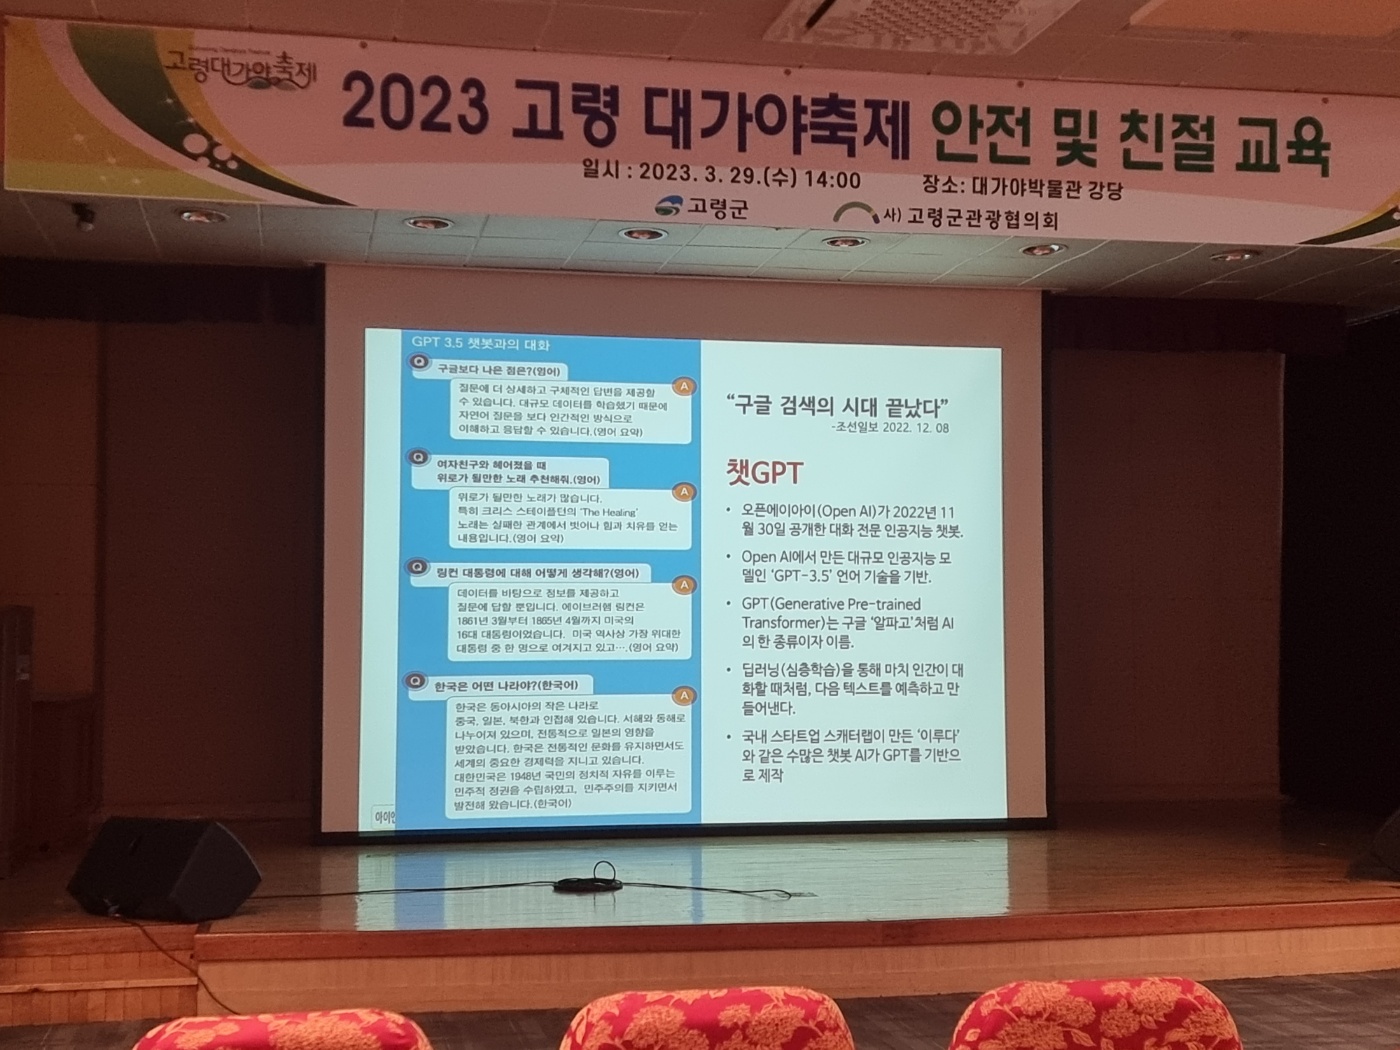 고령대가야축제
2023 고령 대가야축제 안전 및 친절 교육
일시 : 2023. 3. 29.(수) 14:00
장소: 대가야박물관 강당
고령군
사) 고령군관광협의회
GPT 3.5 챗봇과의 대화
Q
구글보다 나은 점은?(영어)
A
질문에 더 상세하고 구체적인 답변을 제공할
수 있습니다. 대규모 데이터를 학습했기 때문에
자연어 질문을 보다 인간적인 방식으로
이해하고 응답할 수 있습니다.(영어 요약)
Q
여자친구와 헤어졌을 때
위로가 될만한 노래 추천해줘.(영어)
A
위로가 될만한 노래가 많습니다.
특히 크리스 스테이플턴의 'The Healing'
노래는 실패한 관계에서 벗어나 힘과 치유를 얻는
내용입니다.(영어 요약)
Q
링컨 대통령에 대해 어떻게 생각해?(영어)
A
데이터를 바탕으로 정보를 제공하고
질문에 답할 뿐입니다. 에이브러햄 링컨은
1861년 3월부터 1865년 4월까지 미국의
16대 대통령이었습니다. 미국 역사상 가장 위대한
대통령 중 한 명으로 여겨지고 있고….(영어 요약)
Q
한국은 어떤 나라야?(한국어)
A
한국은 동아시아의 작은 나라로
중국, 일본, 북한과 인접해 있습니다. 서해와 동해로
나누어져 있으며, 전통적으로 일본의 영향을
받았습니다. 한국은 전통적인 문화를 유지하면서도
세계의 중요한 경제력을 지니고 있습니다.
대한민국은 1948년 국민의 정치적 자유를 이루는
민주적 정권을 수립하였고, 민주주의를 지키면서
발전해 왔습니다.(한국어)
“구글 검색의 시대 끝났다”
-조선일보 2022. 12. 08
챗GPT
• 오픈에이아이(Open AI)가 2022년 11
월 30일 공개한 대화 전문 인공지능 챗봇.
• Open AI에서 만든 대규모 인공지능 모
델인 ‘GPT-3.5’ 언어 기술을 기반.
• GPT(Generative Pre-trained
Transformer)는 구글 ‘알파고’처럼 AI
의 한 종류이자 이름.
• 딥러닝(심층학습)을 통해 마치 인간이 대
화할 때처럼, 다음 텍스트를 예측하고 만
들어낸다.
• 국내 스타트업 스캐터랩이 만든 ‘이루다’
와 같은 수많은 챗봇 AI가 GPT를 기반으
로 제작